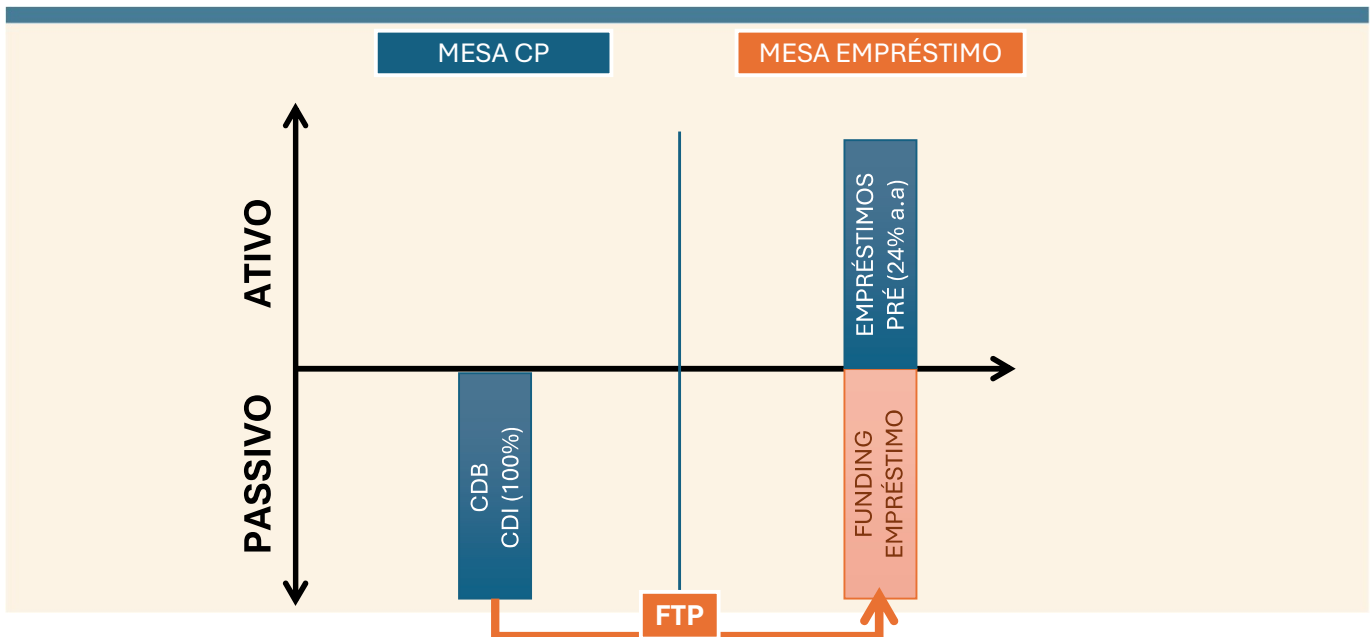 MESA CP
MESA EMPRÉSTIMO
ATIVO
EMPRÉSTIMOS
PRÉ (24% a.a)
PASSIVO
CDB
CDI (100%)
FUNDING
EMPRÉSTIMO
FTP